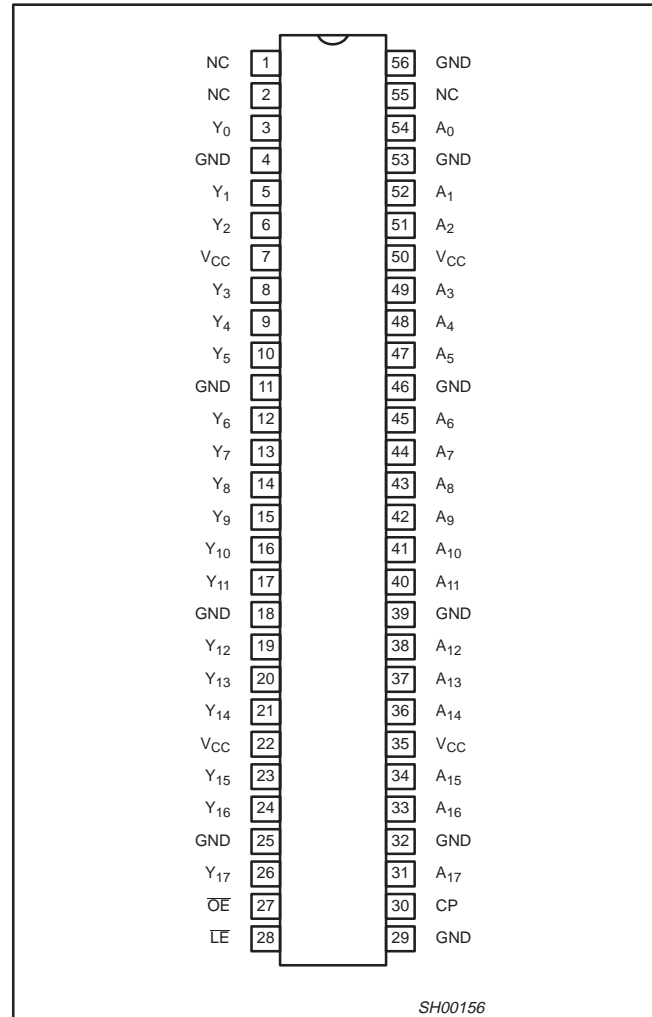 NC 1 56 GND
NC 2 55 NC
Y0 3 54 A0
GND 4 53 GND
Y1 5 52 A1
Y2 6 51 A2
VCC 7 50 VCC
Y3 8 49 A3
Y4 9 48 A4
Y5 10 47 A5
GND 11 46 GND
Y6 12 45 A6
Y7 13 44 A7
Y8 14 43 A8
Y9 15 42 A9
Y10 16 41 A10
Y11 17 40 A11
GND 18 39 GND
Y12 19 38 A12
Y13 20 37 A13
Y14 21 36 A14
VCC 22 35 VCC
Y15 23 34 A15
Y16 24 33 A16
GND 25 32 GND
Y17 26 31 A17
O̅E̅ 27 30 CP
L̅E̅ 28 29 GND
SH00156